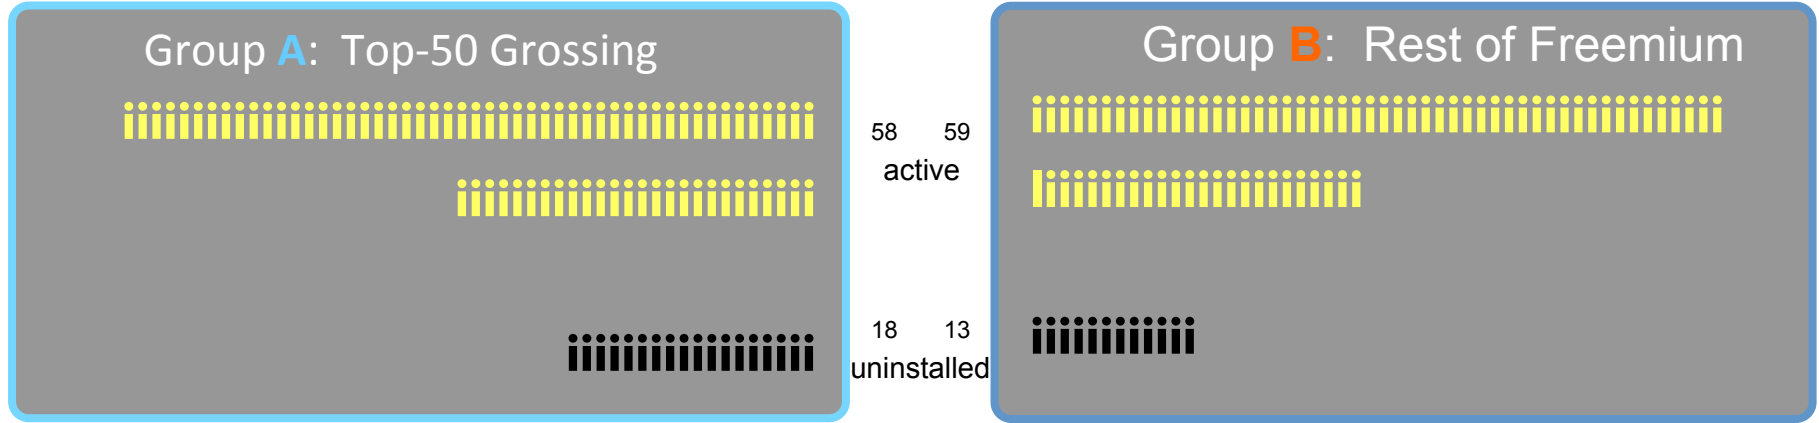 Group A: Top-50 Grossing
58 59
active
18 13
uninstalled
Group B: Rest of Freemium